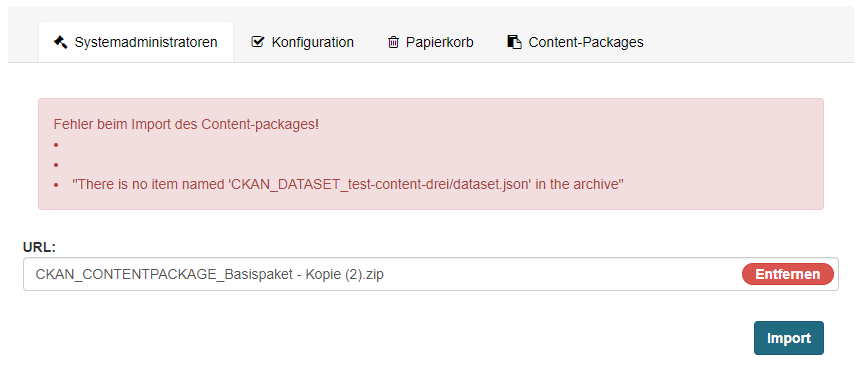 Systemadministratoren Konfiguration Papierkorb Content-Packages
Fehler beim Import des Content-packages!
•
•
• "There is no item named 'CKAN_DATASET_test-content-drei/dataset.json' in the archive"
URL:
CKAN_CONTENTPACKAGE_Basispaket - Kopie (2).zip Entfernen
Import